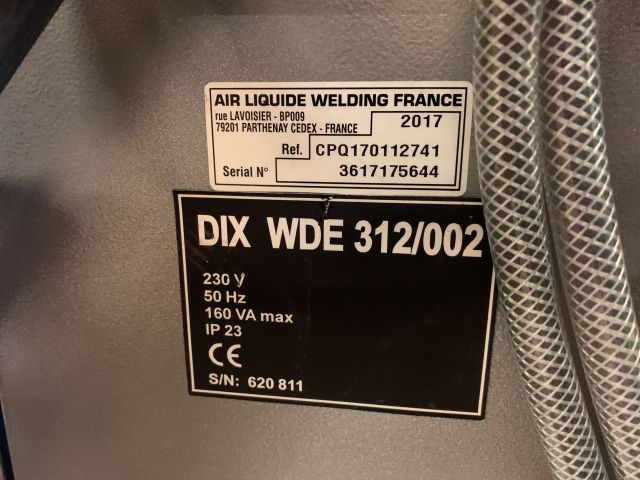 AIR LIQUIDE WELDING FRANCE
rue LAVOISIER - BP009
79201 PARTHENAY CEDEX - FRANCE
2017
Ref. CPQ170112741
Serial N° 3617175644
DIX WDE 312/002
230 V
50 Hz
160 VA max
IP 23
CE
S/N: 620 811